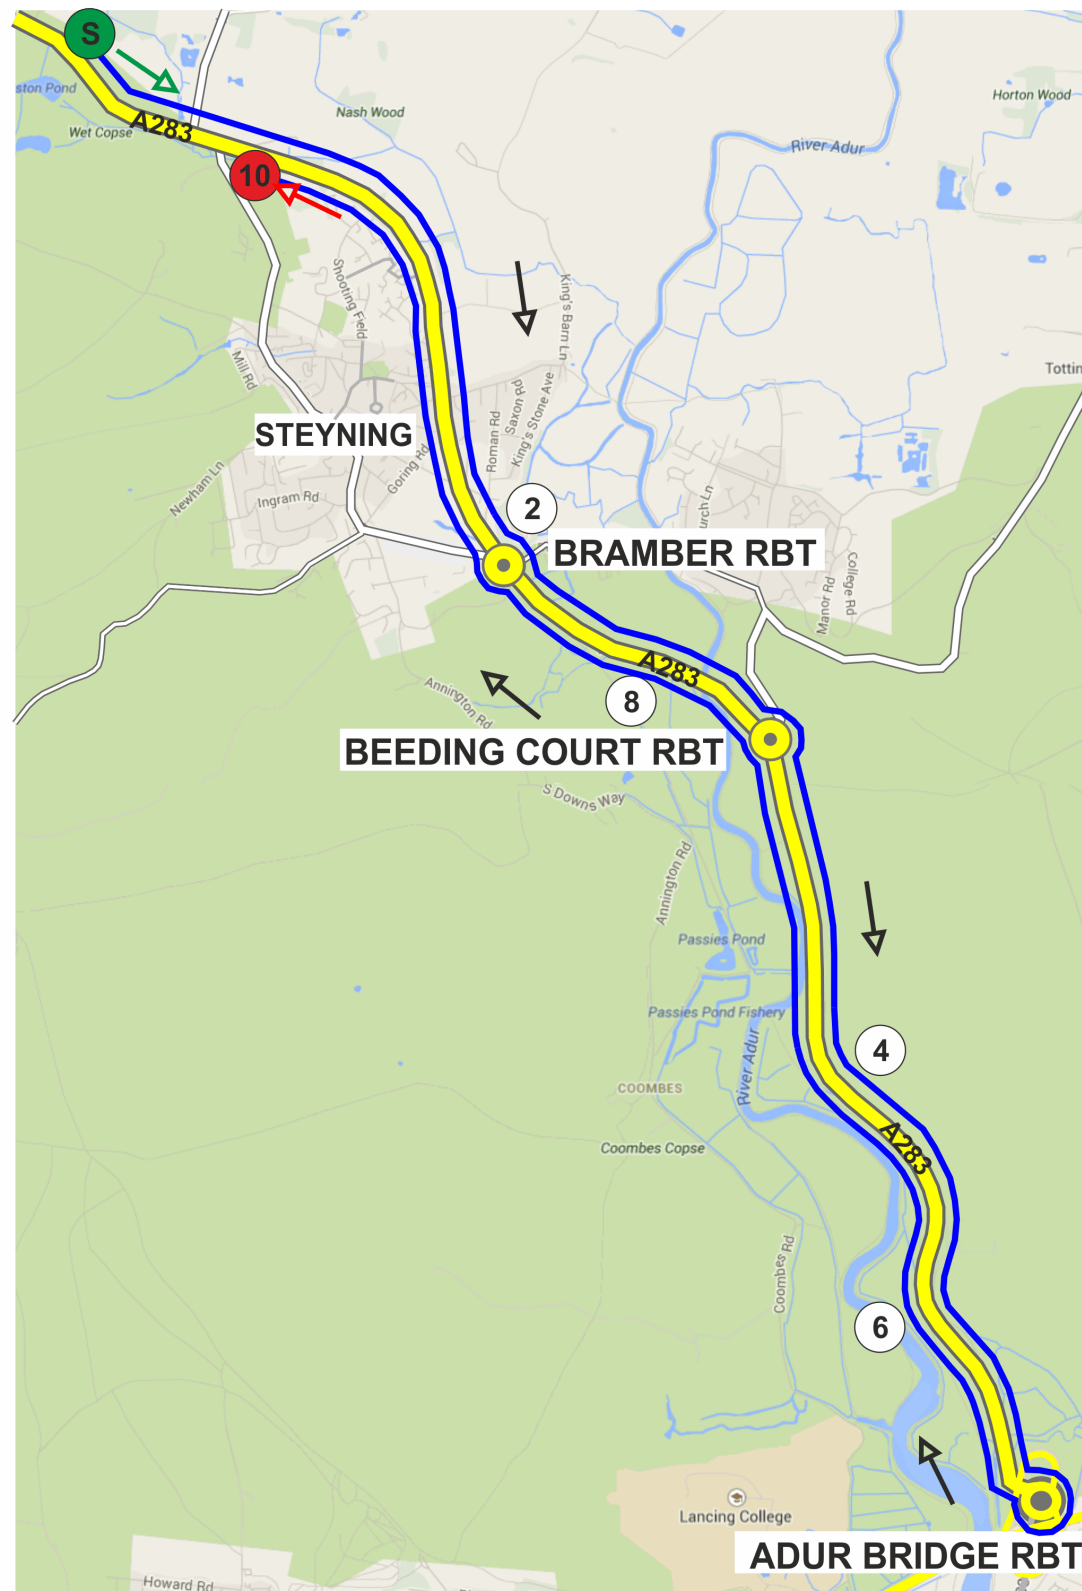 S
ston Pond
Nash Wood
Horton Wood
Wet Copse
A283
River Adur
10
Shooting Field
King's Barn Ln
Mill Rd
Tottin
Saxon Rd
King's Stone Ave
Roman Rd
STEYNING
Goring Rd
Newham Ln
Ingram Rd
urch Ln
2
BRAMBER RBT
College Rd
Manor Rd
A283
8
Annington Rd
BEEDING COURT RBT
S Downs Way
Annington Rd
Passies Pond
Passies Pond Fishery
River Adur
4
COOMBES
A283
Coombes Copse
Coombes Rd
6
Lancing College
ADUR BRIDGE RBT
Howard Rd